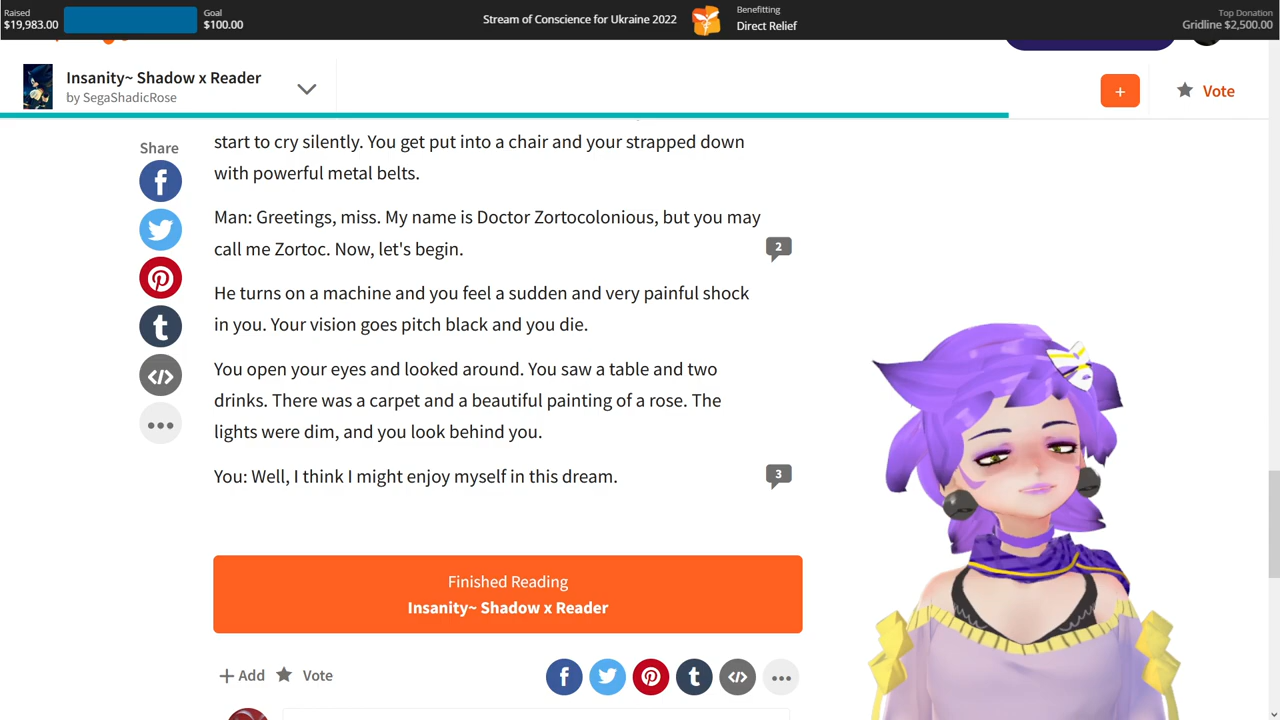 Raised
$19,983.00
Goal
$100.00
Stream of Conscience for Ukraine 2022
Benefitting
Direct Relief
Top Donation
Gridline $2,500.00
Insanity~ Shadow x Reader
by SegaShadicRose
+
Vote
Share
start to cry silently. You get put into a chair and your strapped down
with powerful metal belts.
Man: Greetings, miss. My name is Doctor Zortocolonious, but you may
call me Zortoc. Now, let's begin.
2
He turns on a machine and you feel a sudden and very painful shock
in you. Your vision goes pitch black and you die.
You open your eyes and looked around. You saw a table and two
drinks. There was a carpet and a beautiful painting of a rose. The
lights were dim, and you look behind you.
You: Well, I think I might enjoy myself in this dream.
3
Finished Reading
Insanity~ Shadow x Reader
+ Add
Vote